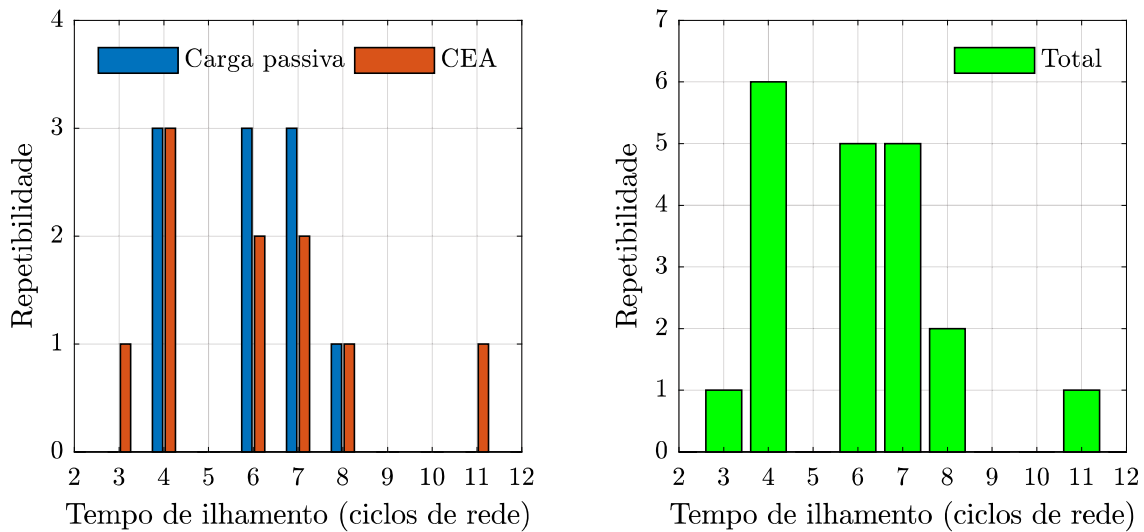 4
3
2
1
0
Repetibilidade
Carga passiva CEA
2 3 4 5 6 7 8 9 10 11 12
Tempo de ilhamento (ciclos de rede)
7
6
5
4
3
2
1
0
Repetibilidade
Total
2 3 4 5 6 7 8 9 10 11 12
Tempo de ilhamento (ciclos de rede)